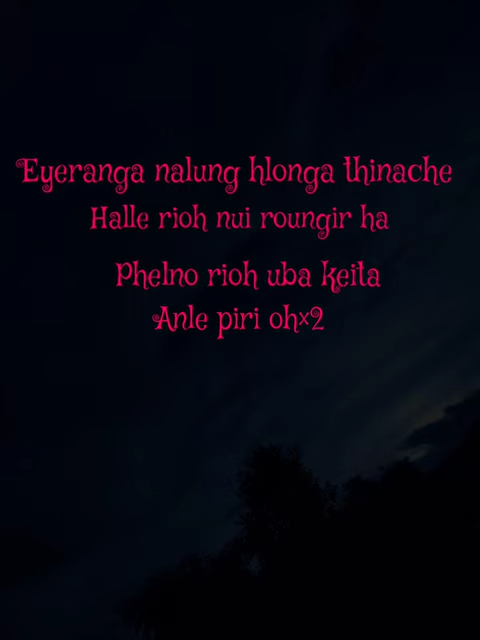 Eyeranga nalung hlonga thinache
Halle rioh nui roungir ha
Phelno rioh uba keita
Anle piri oh×2